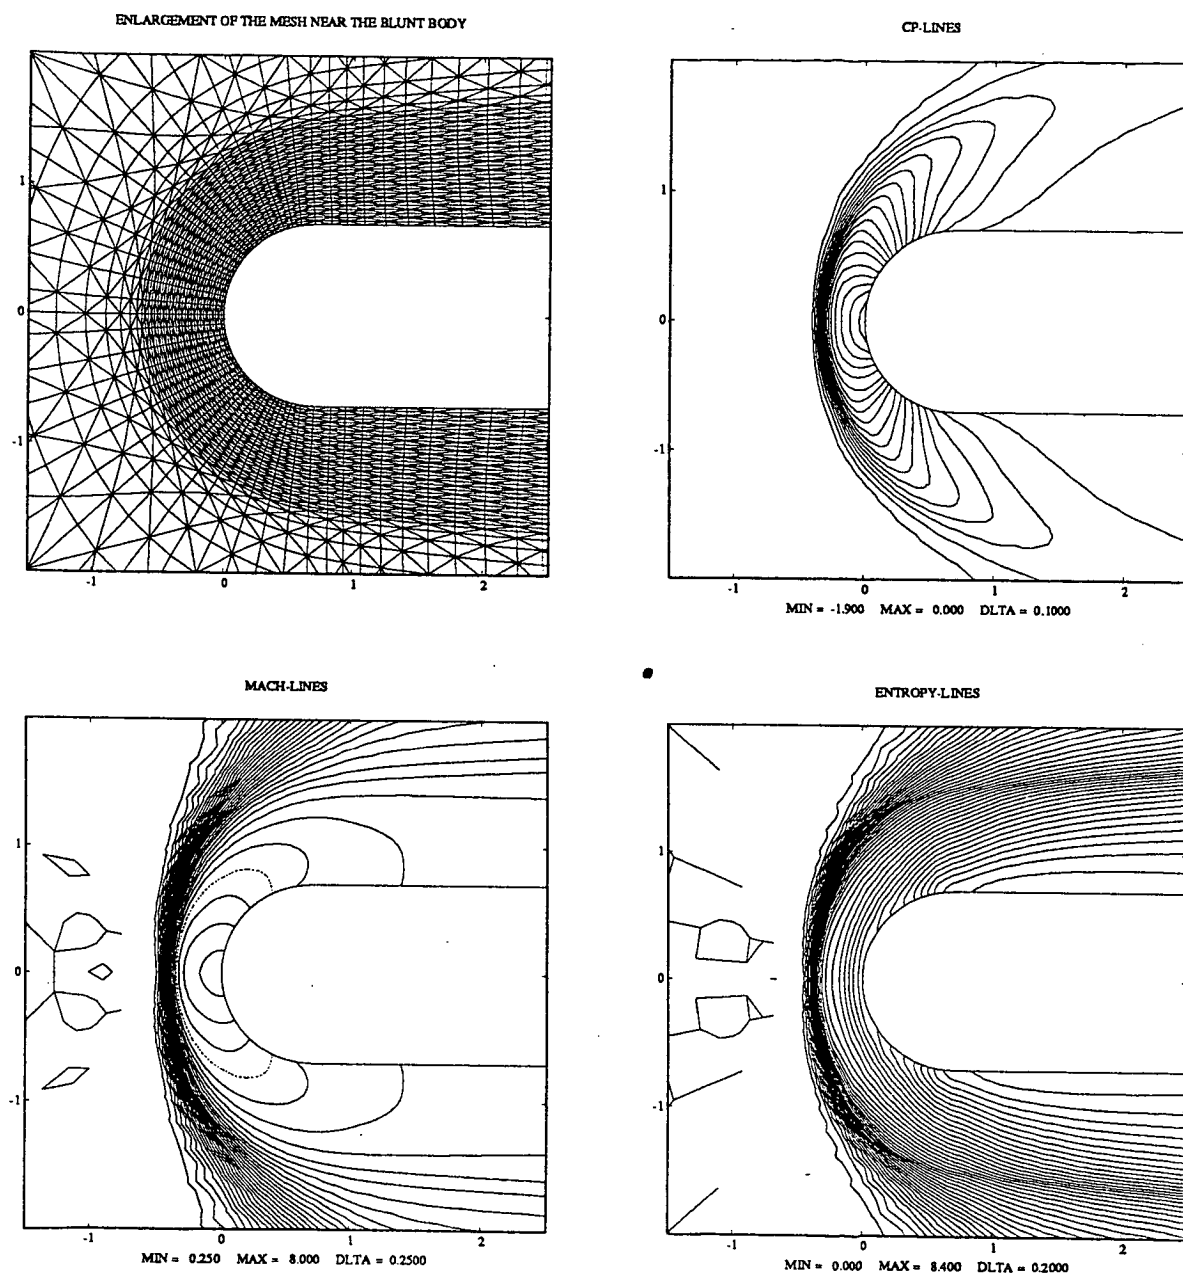 ENLARGEMENT OF THE MESH NEAR THE BLUNT BODY
1
0
-1
-1 0 1 2
CP-LINES
1
0
-1
-1 0 1 2
MIN = -1.900 MAX = 0.000 DLTA = 0.1000
MACH-LINES
1
0
-1
-1 0 1 2
MIN = 0.250 MAX = 8.000 DLTA = 0.2500
ENTROPY-LINES
1
0
-1
-1 0 1 2
MIN = 0.000 MAX = 8.400 DLTA = 0.2000